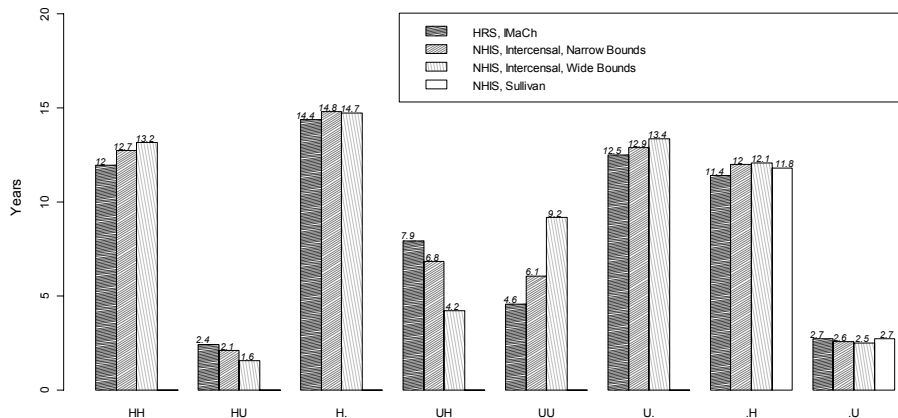 20
15
10
5
0
Years
HRS, IMaCh
NHIS, Intercensal, Narrow Bounds
NHIS, Intercensal, Wide Bounds
NHIS, Sullivan
12 12.7 13.2
2.4 2.1 1.6
14.4 14.8 14.7
7.9 6.8 4.2
4.6 6.1 9.2
12.5 12.9 13.4
11.4 12 12.1 11.8
2.7 2.6 2.5 2.7
HH HU H. UH UU U. .H .U